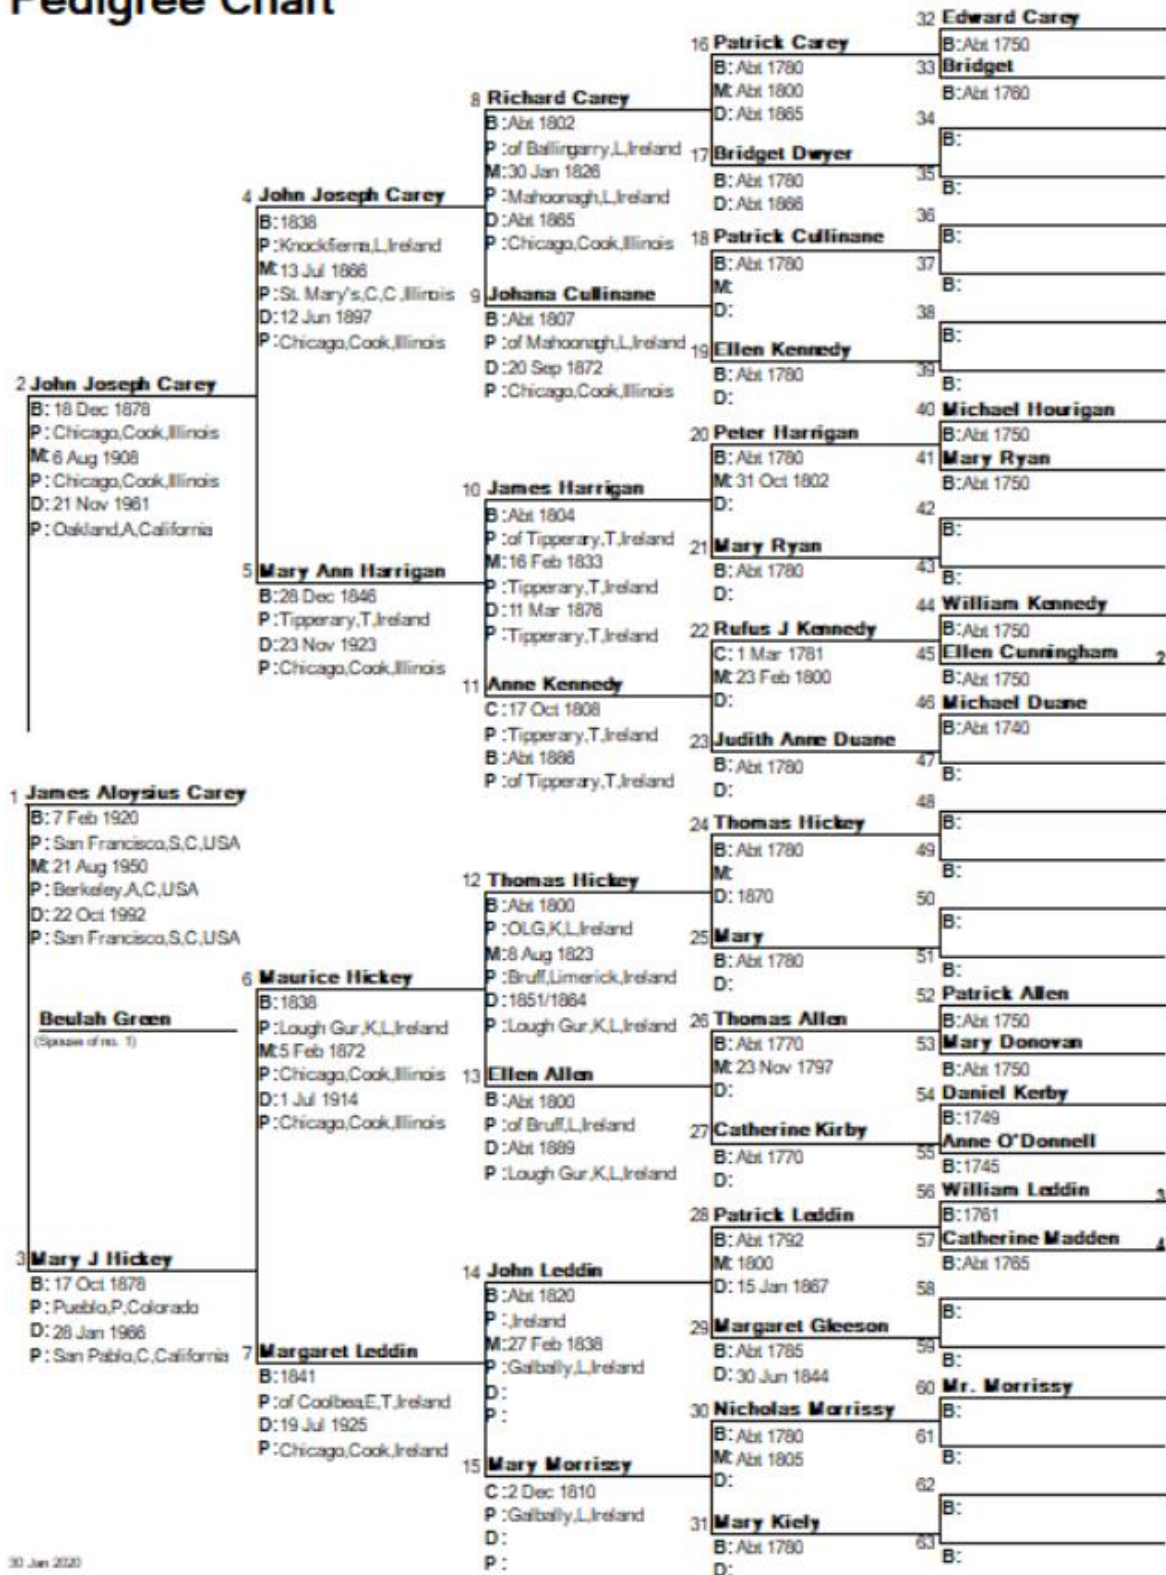 Pedigree Chart
1 James Aloysius Carey
B: 7 Feb 1920
P: San Francisco,S,C,USA
M: 21 Aug 1950
P: Berkeley,A,C,USA
D: 22 Oct 1992
P: San Francisco,S,C,USA
Beulah Green
(Spouse of no. 1)
2 John Joseph Carey
B: 18 Dec 1878
P: Chicago,Cook,Illinois
M: 6 Aug 1908
P: Chicago,Cook,Illinois
D: 21 Nov 1961
P: Oakland,A,California
3 Mary J Hickey
B: 17 Oct 1878
P: Pueblo,P,Colorado
D: 28 Jan 1966
P: San Pablo,C,California
4 John Joseph Carey
B:1838
P:Knockfierna,L,Ireland
M:13 Jul 1866
P:St. Mary's,C,C,Illinois
D:12 Jun 1897
P:Chicago,Cook,Illinois
5 Mary Ann Harrigan
B:28 Dec 1846
P:Tipperary,T,Ireland
D:23 Nov 1923
P:Chicago,Cook,Illinois
6 Maurice Hickey
B:1838
P:Lough Gur,K,L,Ireland
M:5 Feb 1872
P:Chicago,Cook,Illinois
D:1 Jul 1914
P:Chicago,Cook,Illinois
7 Margaret Leddin
B:1841
P:of Coolbea,E,T,Ireland
D:19 Jul 1925
P:Chicago,Cook,Ireland
8 Richard Carey
B:Abt 1802
P:of Ballingarry,L,Ireland
M:30 Jan 1826
P:Mahoonagh,L,Ireland
D:Abt 1865
P:Chicago,Cook,Illinois
9 Johana Cullinane
B:Abt 1807
P:of Mahoonagh,L,Ireland
D:20 Sep 1872
P:Chicago,Cook,Illinois
10 James Harrigan
B:Abt 1804
P:of Tipperary,T,Ireland
M:16 Feb 1833
P:Tipperary,T,Ireland
D:11 Mar 1876
P:Tipperary,T,Ireland
11 Anne Kennedy
C:17 Oct 1808
P:Tipperary,T,Ireland
B:Abt 1886
P:of Tipperary,T,Ireland
12 Thomas Hickey
B:Abt 1800
P:OLG,K,L,Ireland
M:8 Aug 1823
P:Bruff,Limerick,Ireland
D:1851/1864
P:Lough Gur,K,L,Ireland
13 Ellen Allen
B:Abt 1800
P:of Bruff,L,Ireland
D:Abt 1889
P:Lough Gur,K,L,Ireland
14 John Leddin
B:Abt 1820
P:,Ireland
M:27 Feb 1838
P:Galbally,L,Ireland
D:
P:
15 Mary Morrissy
C:2 Dec 1810
P:Galbally,L,Ireland
D:
P:
16 Patrick Carey
B: Abt 1780
M: Abt 1800
D: Abt 1865
17 Bridget Dwyer
B: Abt 1780
D: Abt 1866
18 Patrick Cullinane
B: Abt 1780
M:
D:
19 Ellen Kennedy
B: Abt 1780
D:
20 Peter Harrigan
B: Abt 1780
M: 31 Oct 1802
D:
21 Mary Ryan
B: Abt 1780
D:
22 Rufus J Kennedy
C: 1 Mar 1781
M: 23 Feb 1800
D:
23 Judith Anne Duane
B: Abt 1780
D:
24 Thomas Hickey
B: Abt 1780
M:
D: 1870
25 Mary
B: Abt 1780
D:
26 Thomas Allen
B: Abt 1770
M: 23 Nov 1797
D:
27 Catherine Kirby
B: Abt 1770
D:
28 Patrick Leddin
B: Abt 1792
M: 1800
D: 15 Jan 1867
29 Margaret Gleeson
B: Abt 1785
D: 30 Jun 1844
30 Nicholas Morrissy
B: Abt 1780
M: Abt 1805
D:
31 Mary Kiely
B: Abt 1780
D:
32 Edward Carey
B:Abt 1750
33 Bridget
B:Abt 1760
34
B:
35
B:
36
B:
37
B:
38
B:
39
B:
40 Michael Hourigan
B:Abt 1750
41 Mary Ryan
B:Abt 1750
42
B:
43
B:
44 William Kennedy
B:Abt 1750
45 Ellen Cunningham 2
B:Abt 1750
46 Michael Duane
B:Abt 1740
47
B:
48
B:
49
B:
50
B:
51
B:
52 Patrick Allen
B:Abt 1750
53 Mary Donovan
B:Abt 1750
54 Daniel Kerby
B:1749
55 Anne O'Donnell
B:1745
56 William Leddin 3
B:1761
57 Catherine Madden 4
B:Abt 1765
58
B:
59
B:
60 Mr. Morrissy
B:
61
B:
62
B:
63
B:
30 Jan 2020